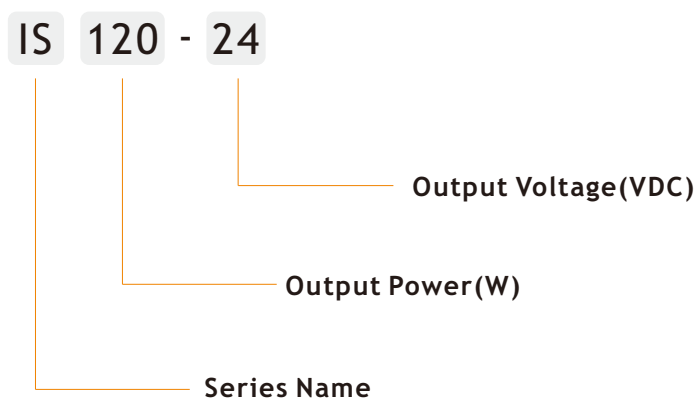 IS 120 - 24
Output Voltage(VDC)
Output Power(W)
Series Name